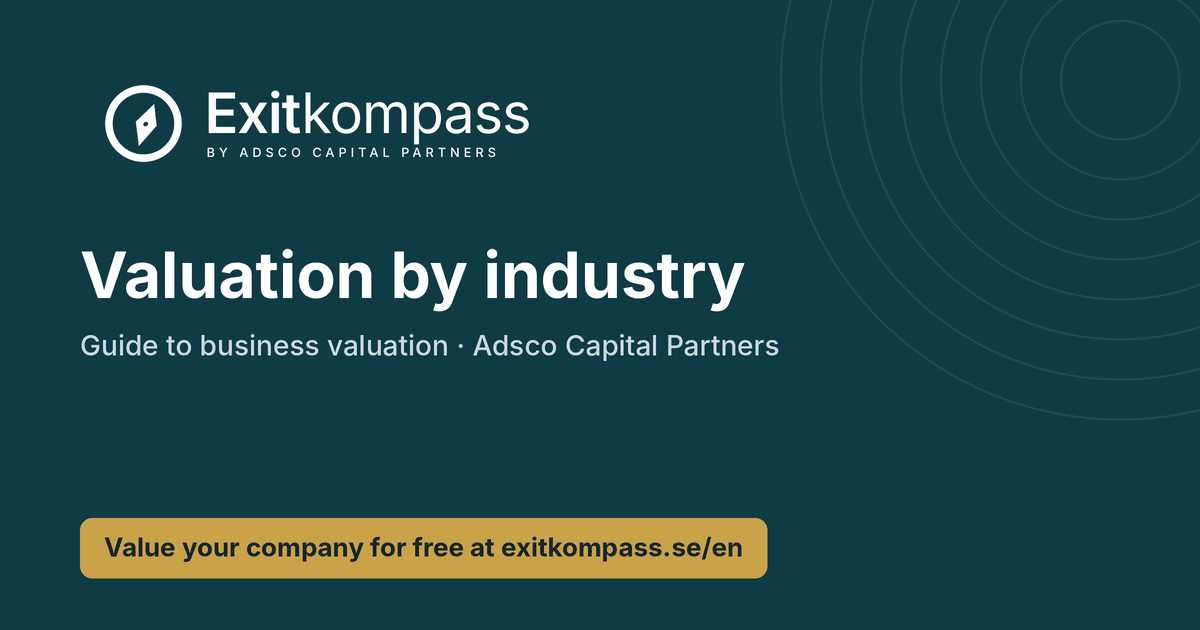 Exitkompass
BY ADSCO CAPITAL PARTNERS
Valuation by industry
Guide to business valuation · Adsco Capital Partners
Value your company for free at exitkompass.se/en